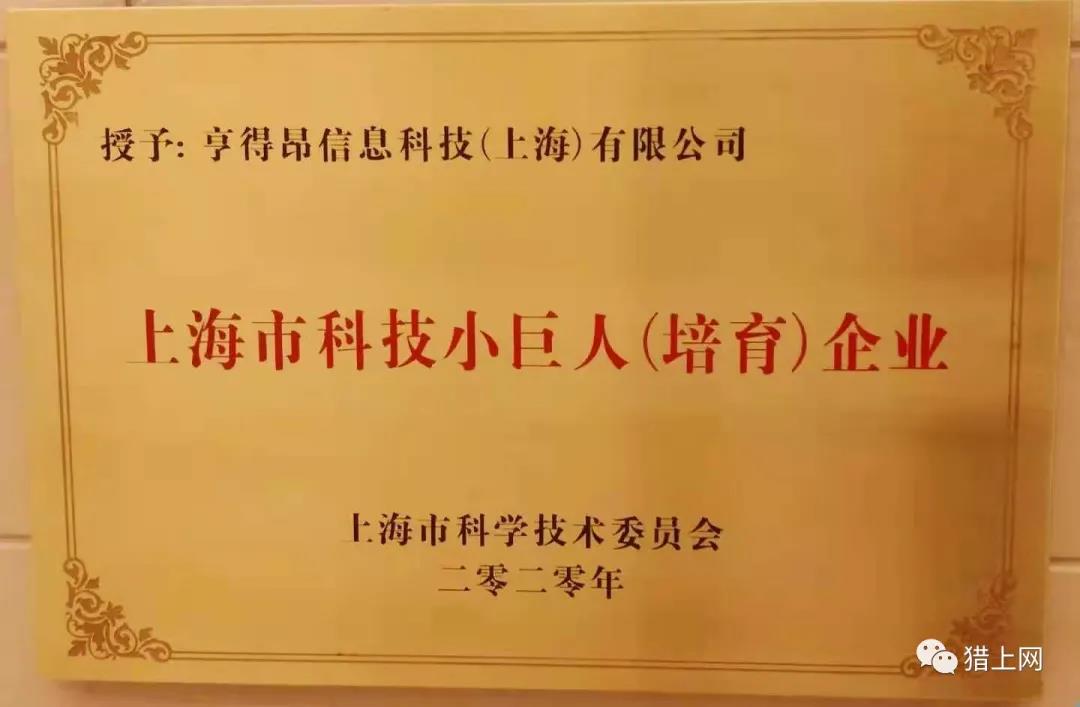 授予: 亨得昂信息科技(上海)有限公司
上海市科技小巨人(培育)企业
上海市科学技术委员会
二零二零年
猎上网